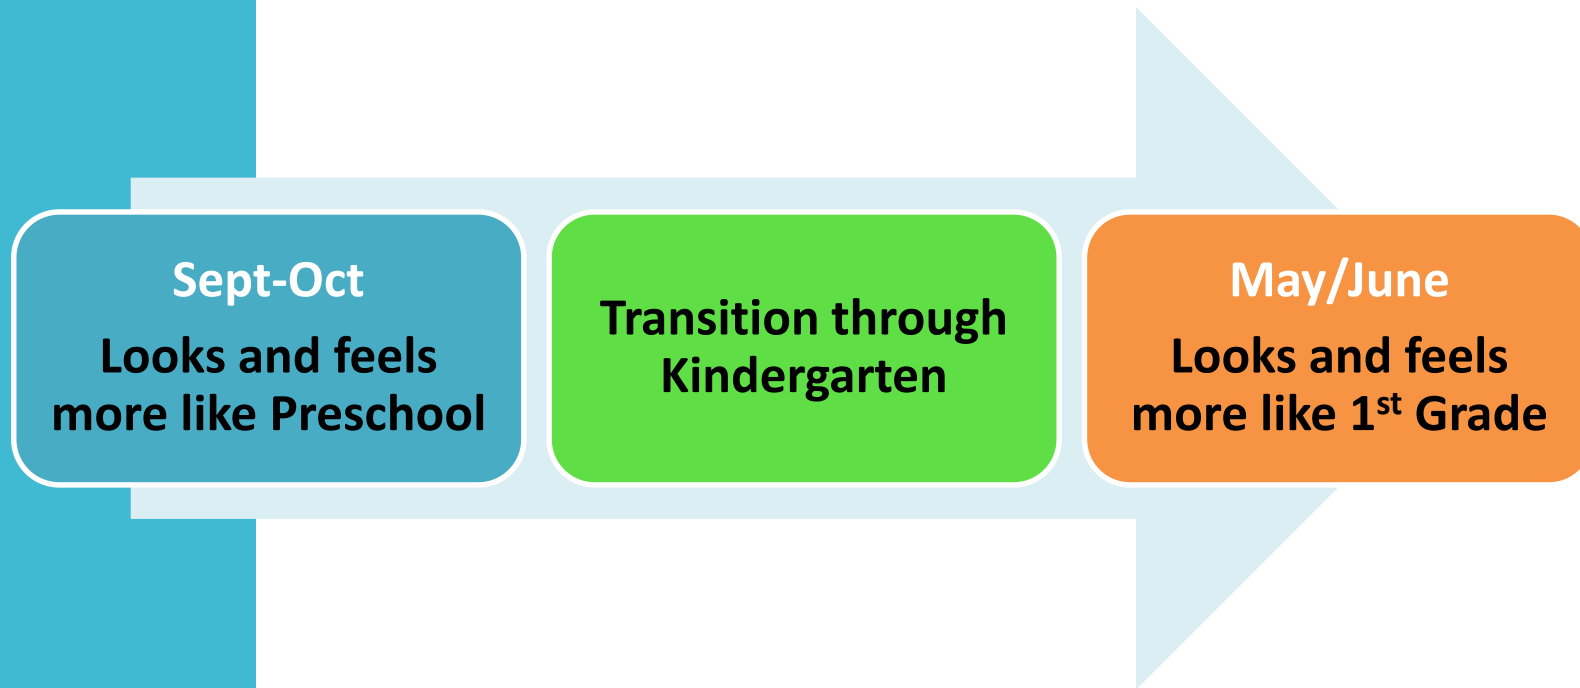 Sept-Oct
Looks and feels
more like Preschool
Transition through
Kindergarten
May/June
Looks and feels
more like 1st Grade